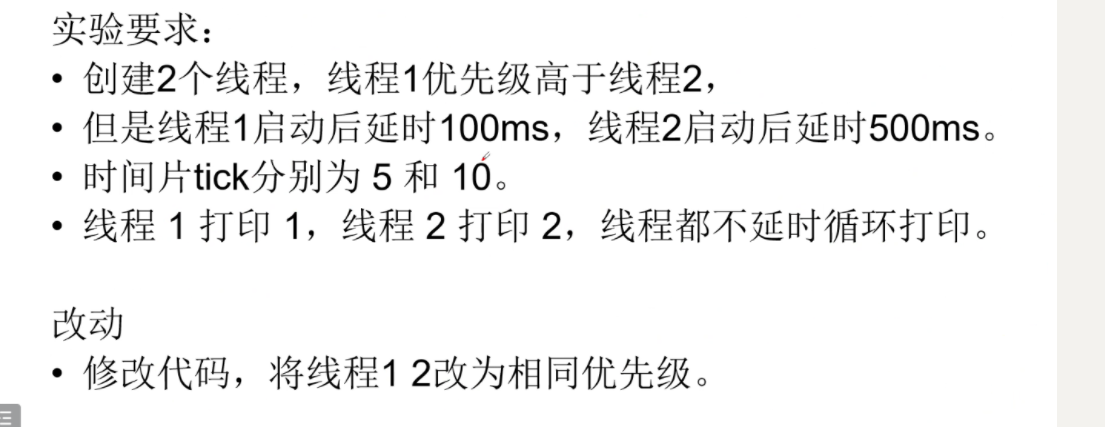 实验要求：
• 创建2个线程，线程1优先级高于线程2，
• 但是线程1启动后延时100ms，线程2启动后延时500ms。
• 时间片tick分别为 5 和 10。
• 线程 1 打印 1，线程 2 打印 2，线程都不延时循环打印。
改动
• 修改代码，将线程1 2改为相同优先级。